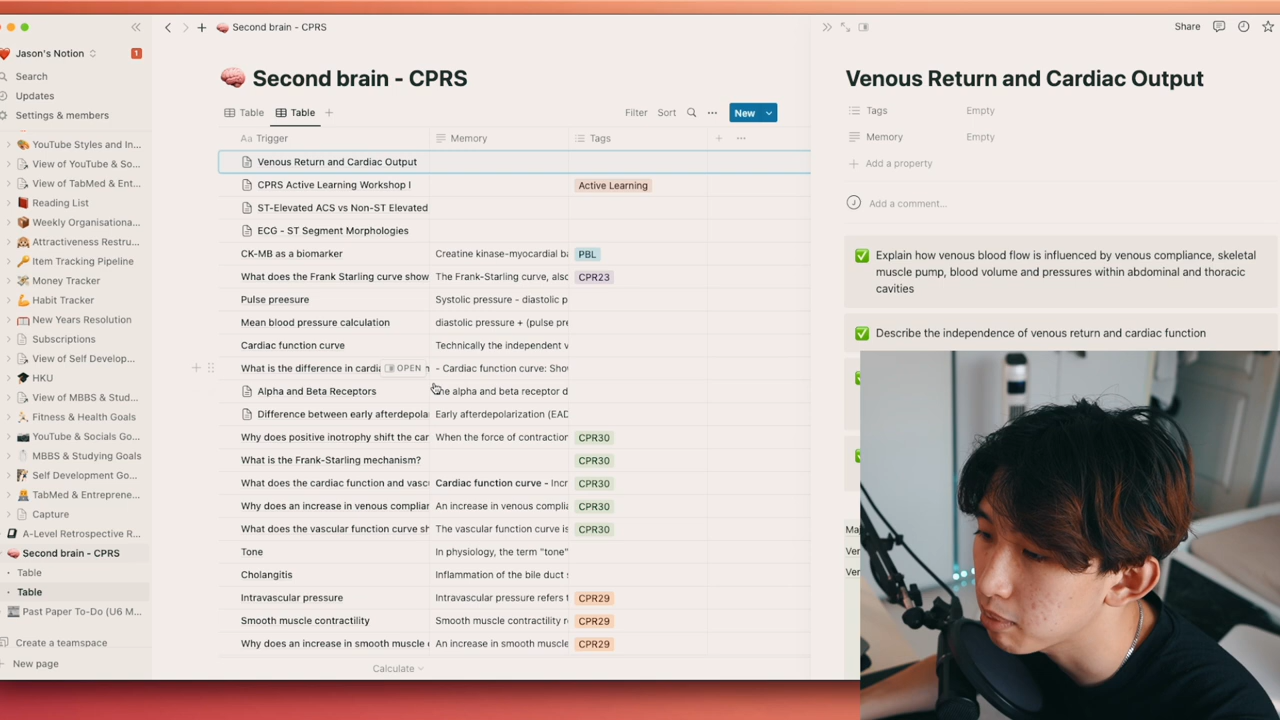 Jason's Notion
1
Search
Updates
Settings & members
YouTube Styles and In...
View of YouTube & So...
View of TabMed & Ent...
Reading List
Weekly Organisationa...
Attractiveness Restru...
Item Tracking Pipeline
Money Tracker
Habit Tracker
New Years Resolution
Subscriptions
View of Self Develop...
HKU
View of MBBS & Stud...
Fitness & Health Goals
YouTube & Socials Go...
MBBS & Studying Goals
Self Development Go...
TabMed & Entreprene...
Capture
A-Level Retrospective R...
Second brain - CPRS
Table
Table
Past Paper To-Do (U6 M...
Create a teamspace
New page
Second brain - CPRS
Second brain - CPRS
Table Table
Filter Sort New
Aa Trigger Memory Tags
Venous Return and Cardiac Output
CPRS Active Learning Workshop I Active Learning
ST-Elevated ACS vs Non-ST Elevated
ECG - ST Segment Morphologies
CK-MB as a biomarker Creatine kinase-myocardial ba PBL
What does the Frank Starling curve show The Frank-Starling curve, also CPR23
Pulse preesure Systolic pressure - diastolic p
Mean blood pressure calculation diastolic pressure + (pulse pre
Cardiac function curve Technically the independent v
What is the difference in cardia OPEN - Cardiac function curve: Show
Alpha and Beta Receptors The alpha and beta receptor d
Difference between early afterdepola Early afterdepolarization (EAD
Why does positive inotrophy shift the car When the force of contraction CPR30
What is the Frank-Starling mechanism? CPR30
What does the cardiac function and vascu Cardiac function curve - Incr CPR30
Why does an increase in venous complian An increase in venous complia CPR30
What does the vascular function curve sh The vascular function curve is CPR30
Tone In physiology, the term "tone"
Cholangitis Inflammation of the bile duct s
Intravascular pressure Intravascular pressure refers t CPR29
Smooth muscle contractility Smooth muscle contractility r CPR29
Why does an increase in smooth muscle An increase in smooth muscle CPR29
Calculate
Share
Venous Return and Cardiac Output
Tags Empty
Memory Empty
Add a property
Add a comment...
Explain how venous blood flow is influenced by venous compliance, skeletal
muscle pump, blood volume and pressures within abdominal and thoracic
cavities
Describe the independence of venous return and cardiac function
Ma
Ver
Ver